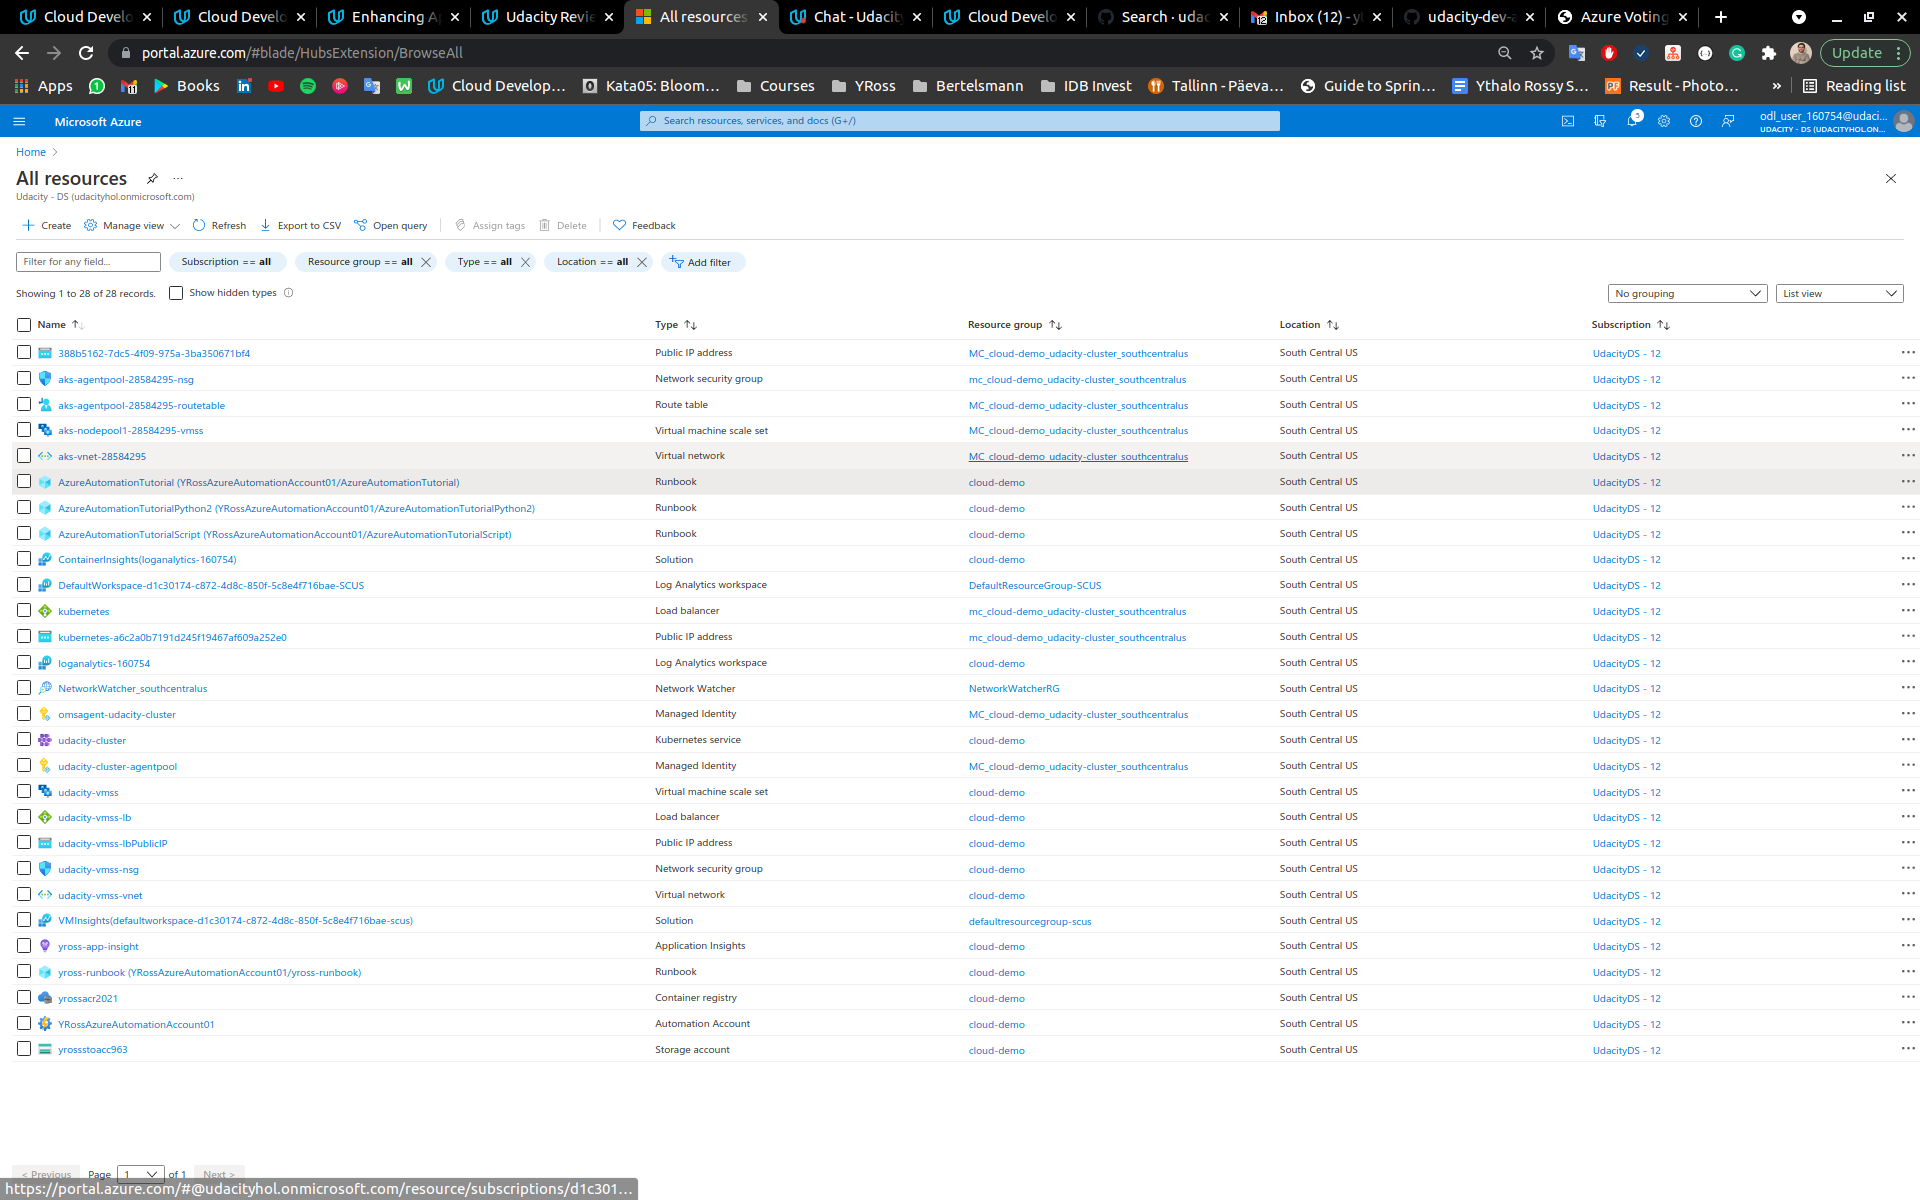 Cloud Develo Cloud Develo Enhancing A Udacity Revie All resources Chat - Udacity Cloud Develo Search · uda Inbox (12) - y udacity-dev-a Azure Voting
portal.azure.com/#blade/HubsExtension/BrowseAll Update
Apps Books Cloud Develop... Kata05: Bloom... Courses YRoss Bertelsmann IDB Invest Tallinn - Päeva... Guide to Sprin... Ythalo Rossy S... Result - Photo... » Reading list
Microsoft Azure Search resources, services, and docs (G+/) 5 odl_user_160754@udaci...
UDACITY - DS (UDACITYHOL.ON...
Home >
All resources ...
Udacity - DS (udacityhol.onmicrosoft.com)
Create Manage view Refresh Export to CSV Open query Assign tags Delete Feedback
Filter for any field... Subscription == all Resource group == all Type == all Location == all Add filter
Showing 1 to 28 of 28 records. Show hidden types No grouping List view
Name Type Resource group Location Subscription
388b5162-7dc5-4f09-975a-3ba350671bf4 Public IP address MC_cloud-demo_udacity-cluster_southcentralus South Central US UdacityDS - 12
aks-agentpool-28584295-nsg Network security group mc_cloud-demo_udacity-cluster_southcentralus South Central US UdacityDS - 12
aks-agentpool-28584295-routetable Route table MC_cloud-demo_udacity-cluster_southcentralus South Central US UdacityDS - 12
aks-nodepool1-28584295-vmss Virtual machine scale set MC_cloud-demo_udacity-cluster_southcentralus South Central US UdacityDS - 12
aks-vnet-28584295 Virtual network MC_cloud-demo_udacity-cluster_southcentralus South Central US UdacityDS - 12
AzureAutomationTutorial (YRossAzureAutomationAccount01/AzureAutomationTutorial) Runbook cloud-demo South Central US UdacityDS - 12
AzureAutomationTutorialPython2 (YRossAzureAutomationAccount01/AzureAutomationTutorialPython2) Runbook cloud-demo South Central US UdacityDS - 12
AzureAutomationTutorialScript (YRossAzureAutomationAccount01/AzureAutomationTutorialScript) Runbook cloud-demo South Central US UdacityDS - 12
ContainerInsights(loganalytics-160754) Solution cloud-demo South Central US UdacityDS - 12
DefaultWorkspace-d1c30174-c872-4d8c-850f-5c8e4f716bae-SCUS Log Analytics workspace DefaultResourceGroup-SCUS South Central US UdacityDS - 12
kubernetes Load balancer mc_cloud-demo_udacity-cluster_southcentralus South Central US UdacityDS - 12
kubernetes-a6c2a0b7191d245f19467af609a252e0 Public IP address mc_cloud-demo_udacity-cluster_southcentralus South Central US UdacityDS - 12
loganalytics-160754 Log Analytics workspace cloud-demo South Central US UdacityDS - 12
NetworkWatcher_southcentralus Network Watcher NetworkWatcherRG South Central US UdacityDS - 12
omsagent-udacity-cluster Managed Identity MC_cloud-demo_udacity-cluster_southcentralus South Central US UdacityDS - 12
udacity-cluster Kubernetes service cloud-demo South Central US UdacityDS - 12
udacity-cluster-agentpool Managed Identity MC_cloud-demo_udacity-cluster_southcentralus South Central US UdacityDS - 12
udacity-vmss Virtual machine scale set cloud-demo South Central US UdacityDS - 12
udacity-vmss-lb Load balancer cloud-demo South Central US UdacityDS - 12
udacity-vmss-lbPublicIP Public IP address cloud-demo South Central US UdacityDS - 12
udacity-vmss-nsg Network security group cloud-demo South Central US UdacityDS - 12
udacity-vmss-vnet Virtual network cloud-demo South Central US UdacityDS - 12
VMInsights(defaultworkspace-d1c30174-c872-4d8c-850f-5c8e4f716bae-scus) Solution defaultresourcegroup-scus South Central US UdacityDS - 12
yross-app-insight Application Insights cloud-demo South Central US UdacityDS - 12
yross-runbook (YRossAzureAutomationAccount01/yross-runbook) Runbook cloud-demo South Central US UdacityDS - 12
yrossacr2021 Container registry cloud-demo South Central US UdacityDS - 12
YRossAzureAutomationAccount01 Automation Account cloud-demo South Central US UdacityDS - 12
yrossstoacc963 Storage account cloud-demo South Central US UdacityDS - 12
< Previous Page 1 of 1 Next >
https://portal.azure.com/#@udacityhol.onmicrosoft.com/resource/subscriptions/d1c301...